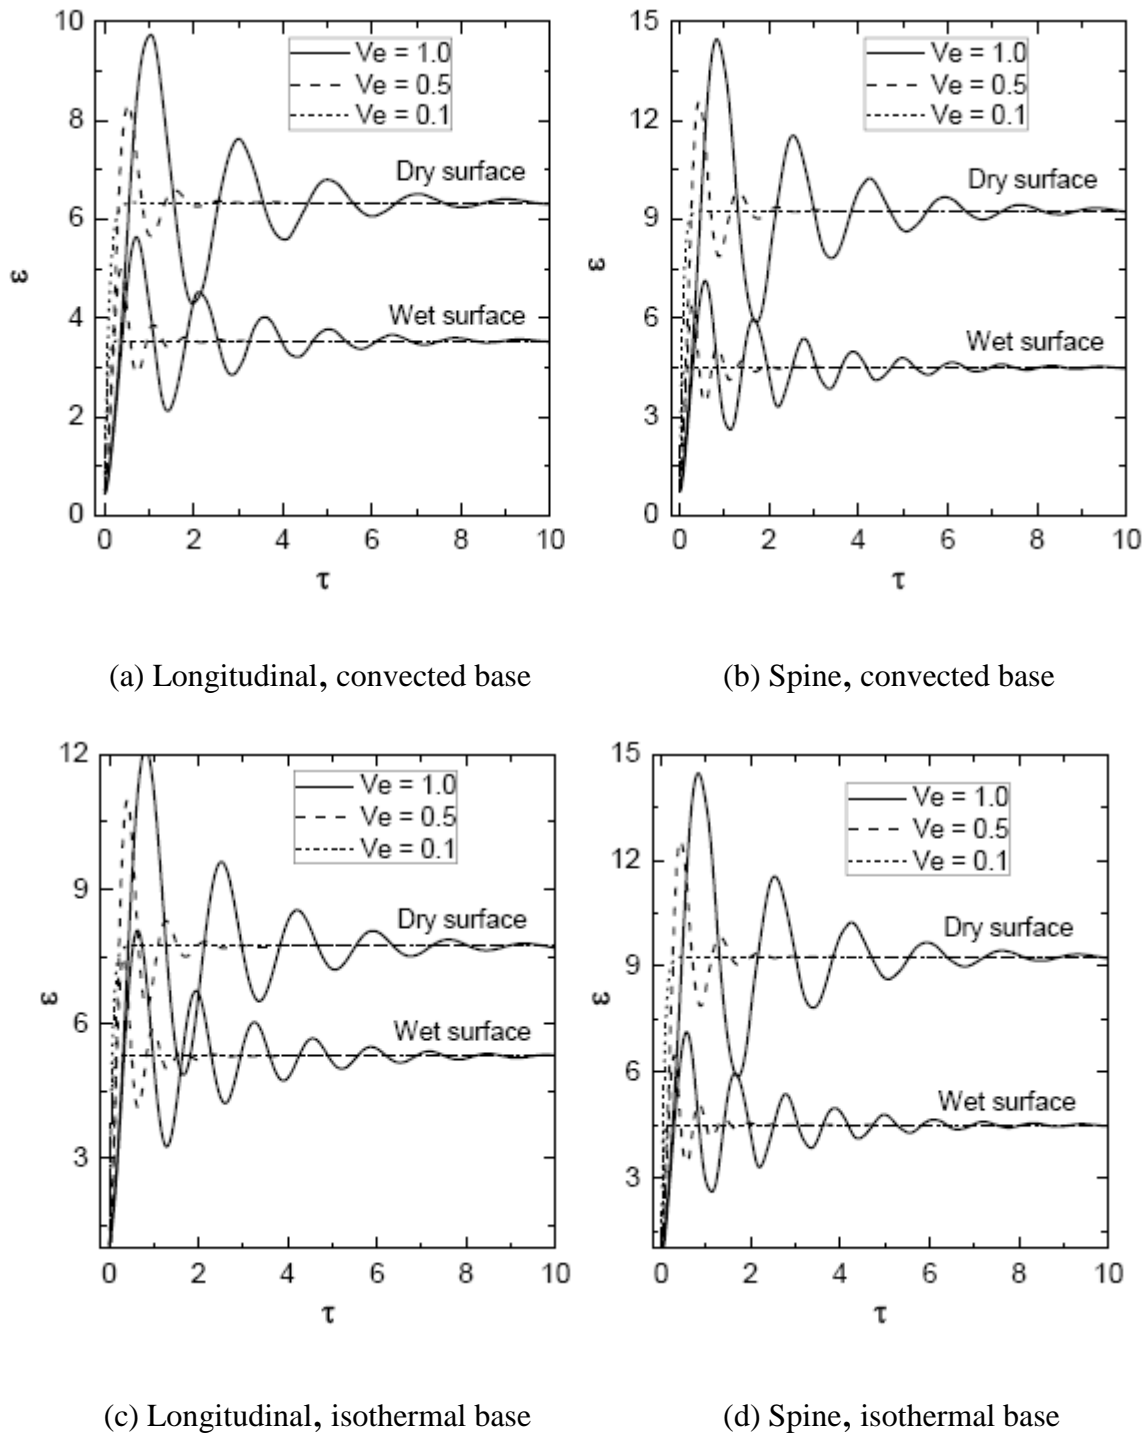 10
8
6
4
2
0
ε
Ve = 1.0
Ve = 0.5
Ve = 0.1
Dry surface
Wet surface
0 2 4 6 8 10
τ
(a) Longitudinal, convected base
15
12
9
6
3
0
ε
Ve = 1.0
Ve = 0.5
Ve = 0.1
Dry surface
Wet surface
0 2 4 6 8 10
τ
(b) Spine, convected base
12
9
6
3
ε
Ve = 1.0
Ve = 0.5
Ve = 0.1
Dry surface
Wet surface
0 2 4 6 8 10
τ
(c) Longitudinal, isothermal base
15
12
9
6
3
ε
Ve = 1.0
Ve = 0.5
Ve = 0.1
Dry surface
Wet surface
0 2 4 6 8 10
τ
(d) Spine, isothermal base